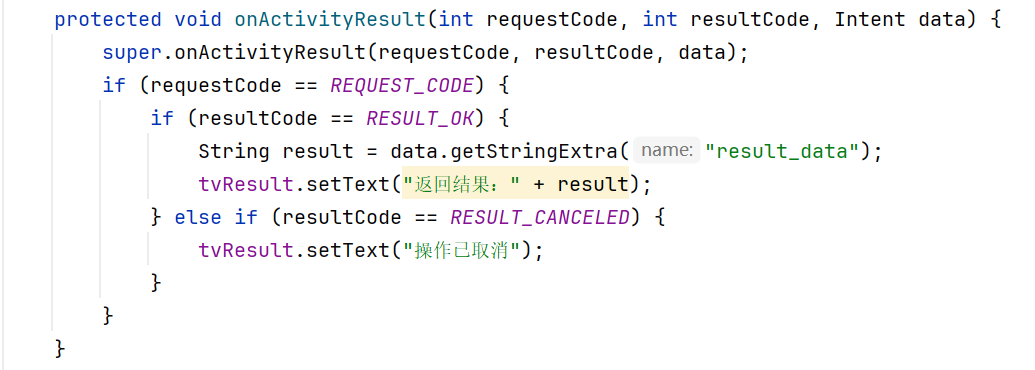 protected void onActivityResult(int requestCode, int resultCode, Intent data) {
super.onActivityResult(requestCode, resultCode, data);
if (requestCode == REQUEST_CODE) {
if (resultCode == RESULT_OK) {
String result = data.getStringExtra( name: "result_data");
tvResult.setText("返回结果：" + result);
} else if (resultCode == RESULT_CANCELED) {
tvResult.setText("操作已取消");
}
}
}